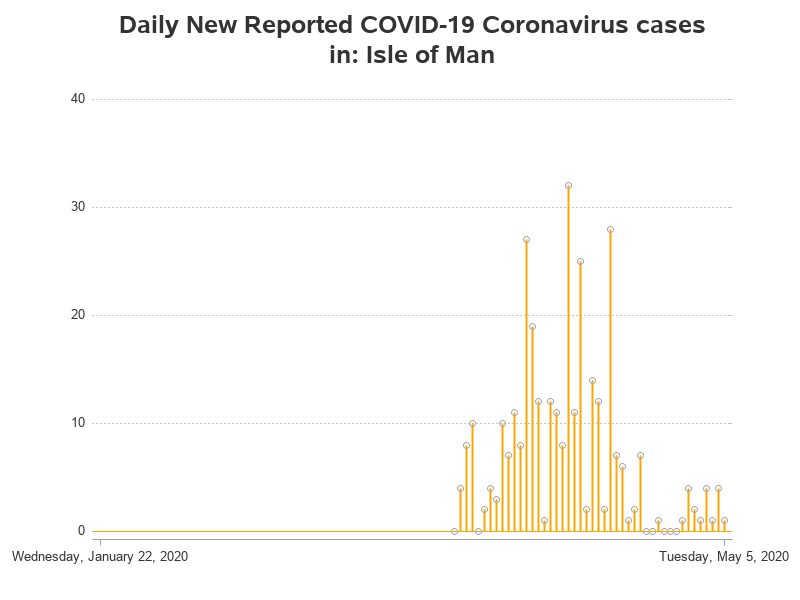 Daily New Reported COVID-19 Coronavirus cases
in: Isle of Man
40
30
20
10
0
Wednesday, January 22, 2020
Tuesday, May 5, 2020